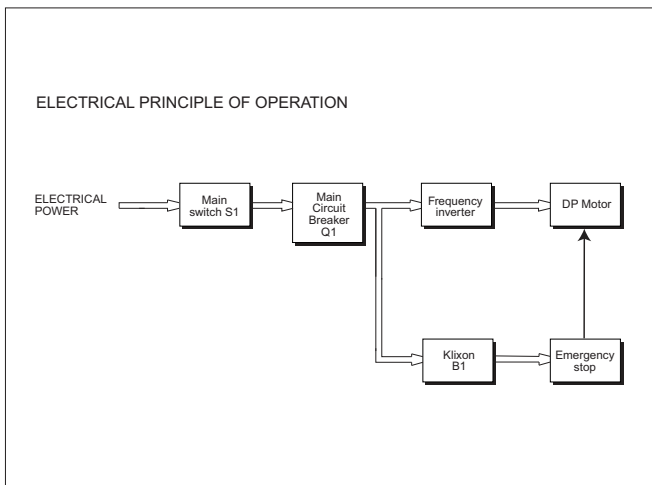 ELECTRICAL PRINCIPLE OF OPERATION
ELECTRICAL
POWER
Main
switch S1
Main
Circuit
Breaker
Q1
Frequency
inverter
DP Motor
Klixon
B1
Emergency
stop